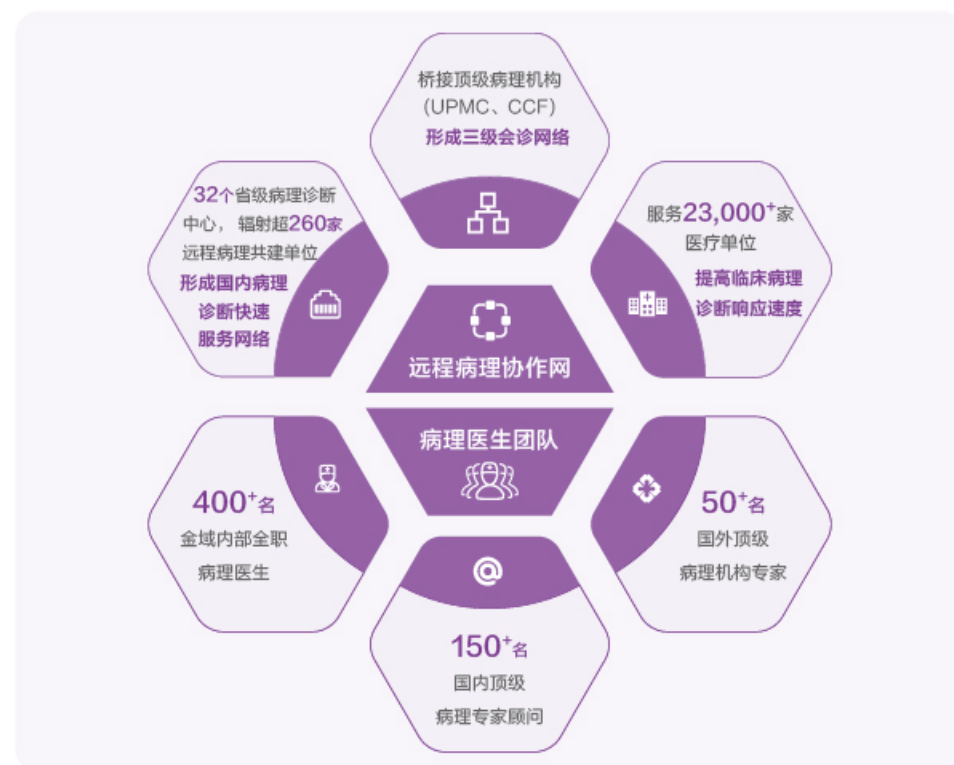 桥接顶级病理机构
(UPMC、CCF)
形成三级会诊网络
32个省级病理诊断
中心，辐射超260家
远程病理共建单位
形成国内病理
诊断快速
服务网络
服务23,000+家
医疗单位
提高临床病理
诊断响应速度
远程病理协作网
病理医生团队
400+名
金域内部全职
病理医生
50+名
国外顶级
病理机构专家
150+名
国内顶级
病理专家顾问